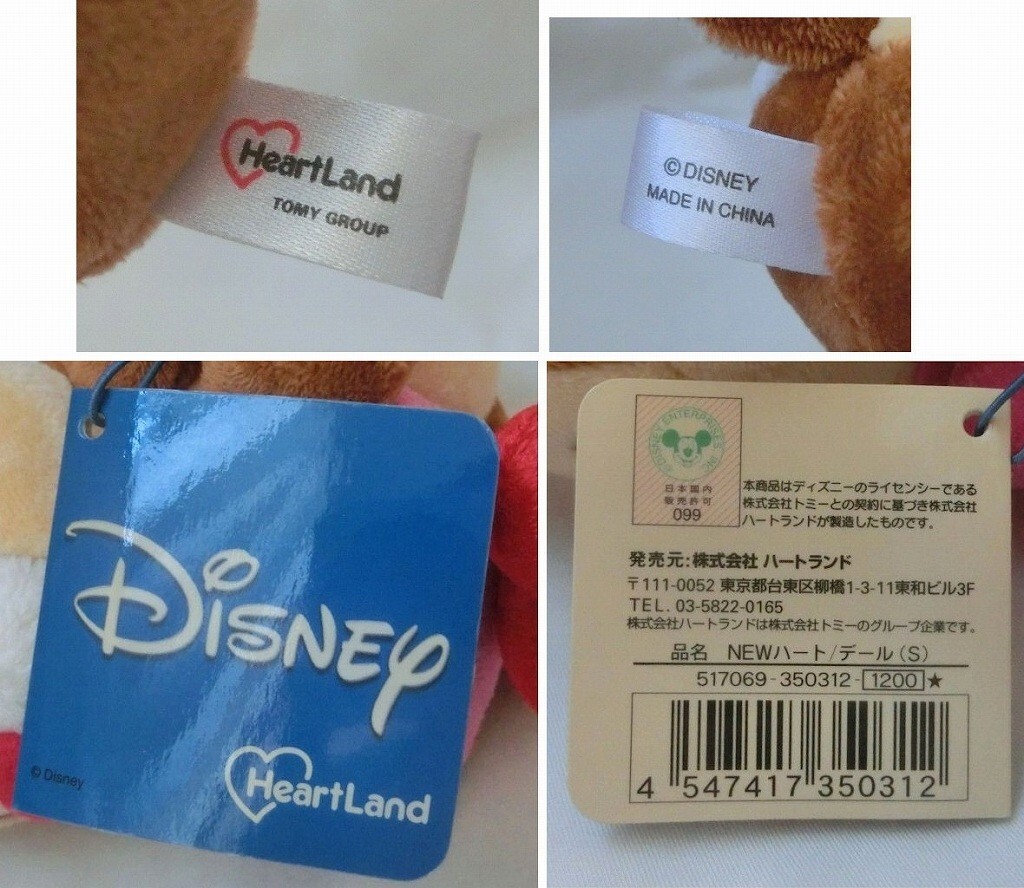 HeartLand
TOMY GROUP
©DISNEY
MADE IN CHINA
DISNEY
© Disney
HeartLand
DISNEY ENTERPRISES, INC.
日本国内
販売許可
099
本商品はディズニーのライセンシーである
株式会社トミーとの契約に基づき株式会社
ハートランドが製造したものです。
発売元:株式会社 ハートランド
〒111-0052 東京都台東区柳橋1-3-11東和ビル3F
TEL. 03-5822-0165
株式会社ハートランドは株式会社トミーのグループ企業です。
品名 NEWハート/デール(S)
517069-350312-1200★
4 547417 350312